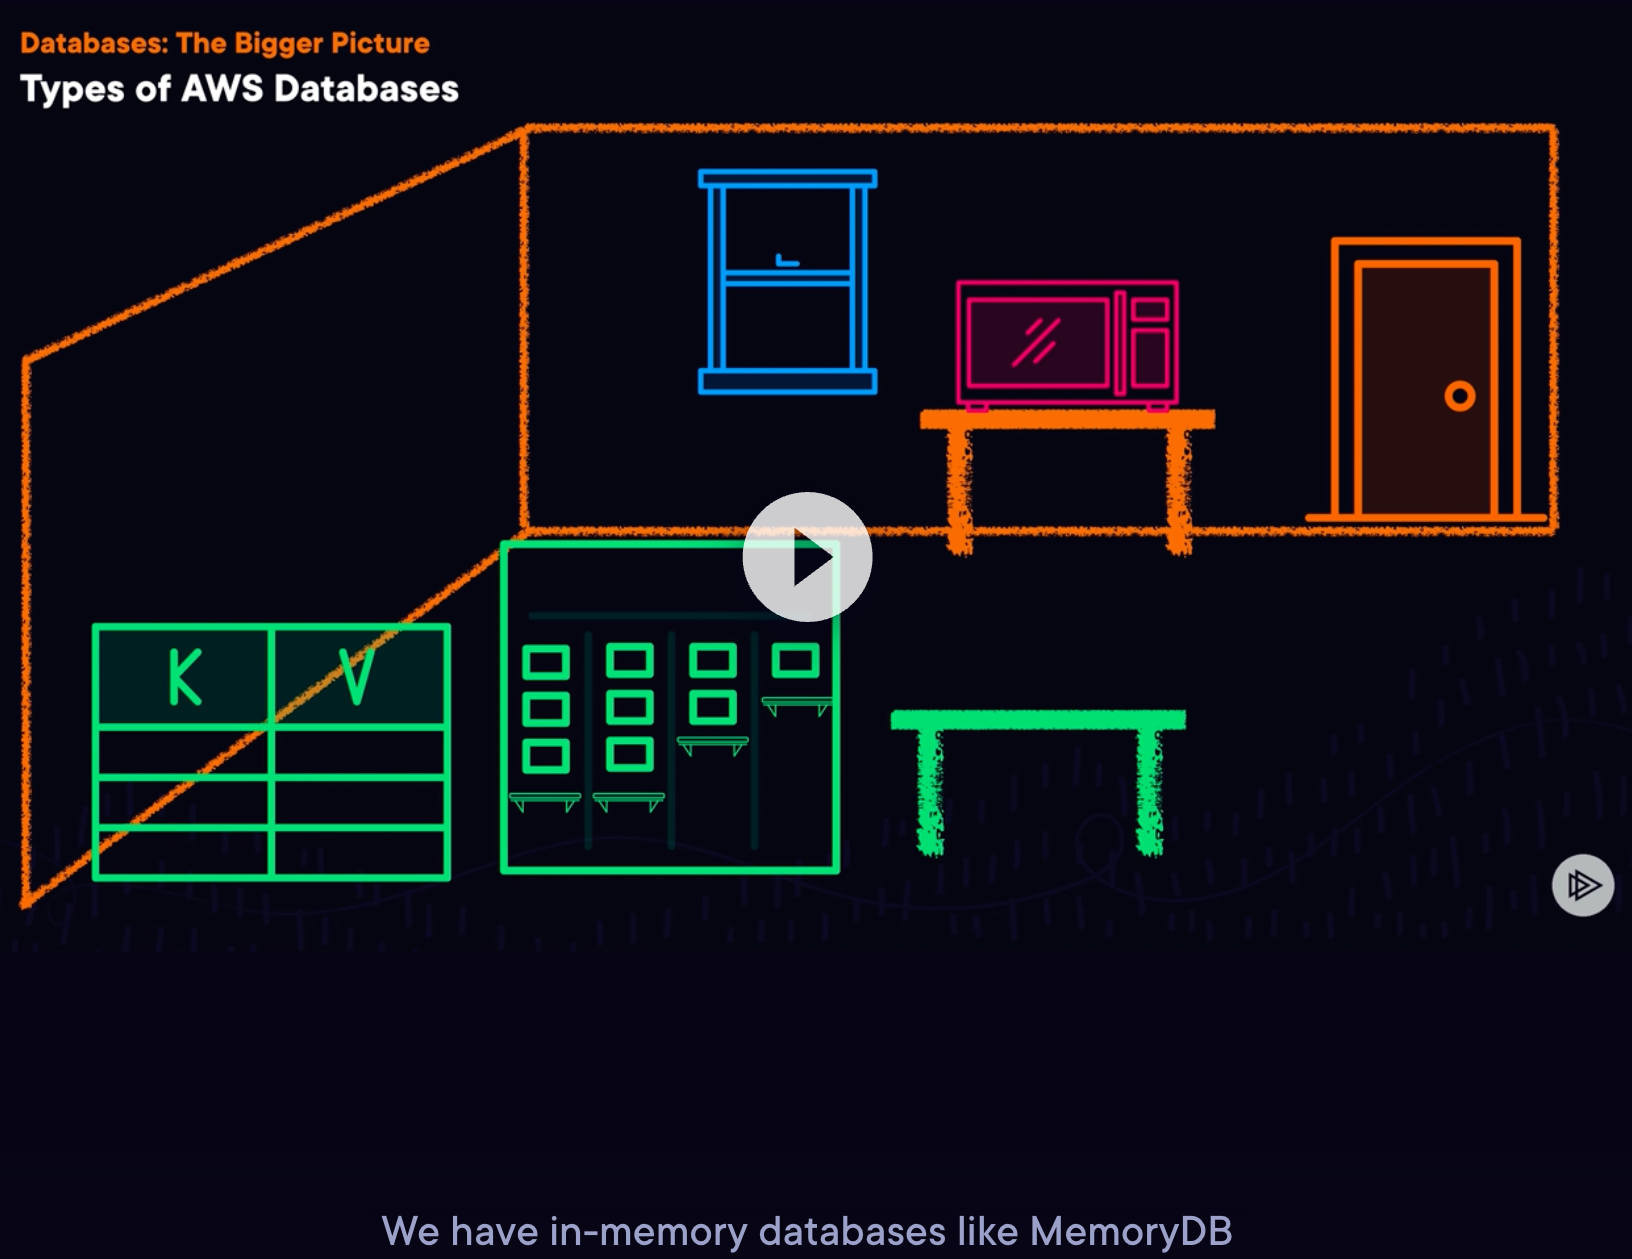 Databases: The Bigger Picture
Types of AWS Databases
K V
We have in-memory databases like MemoryDB